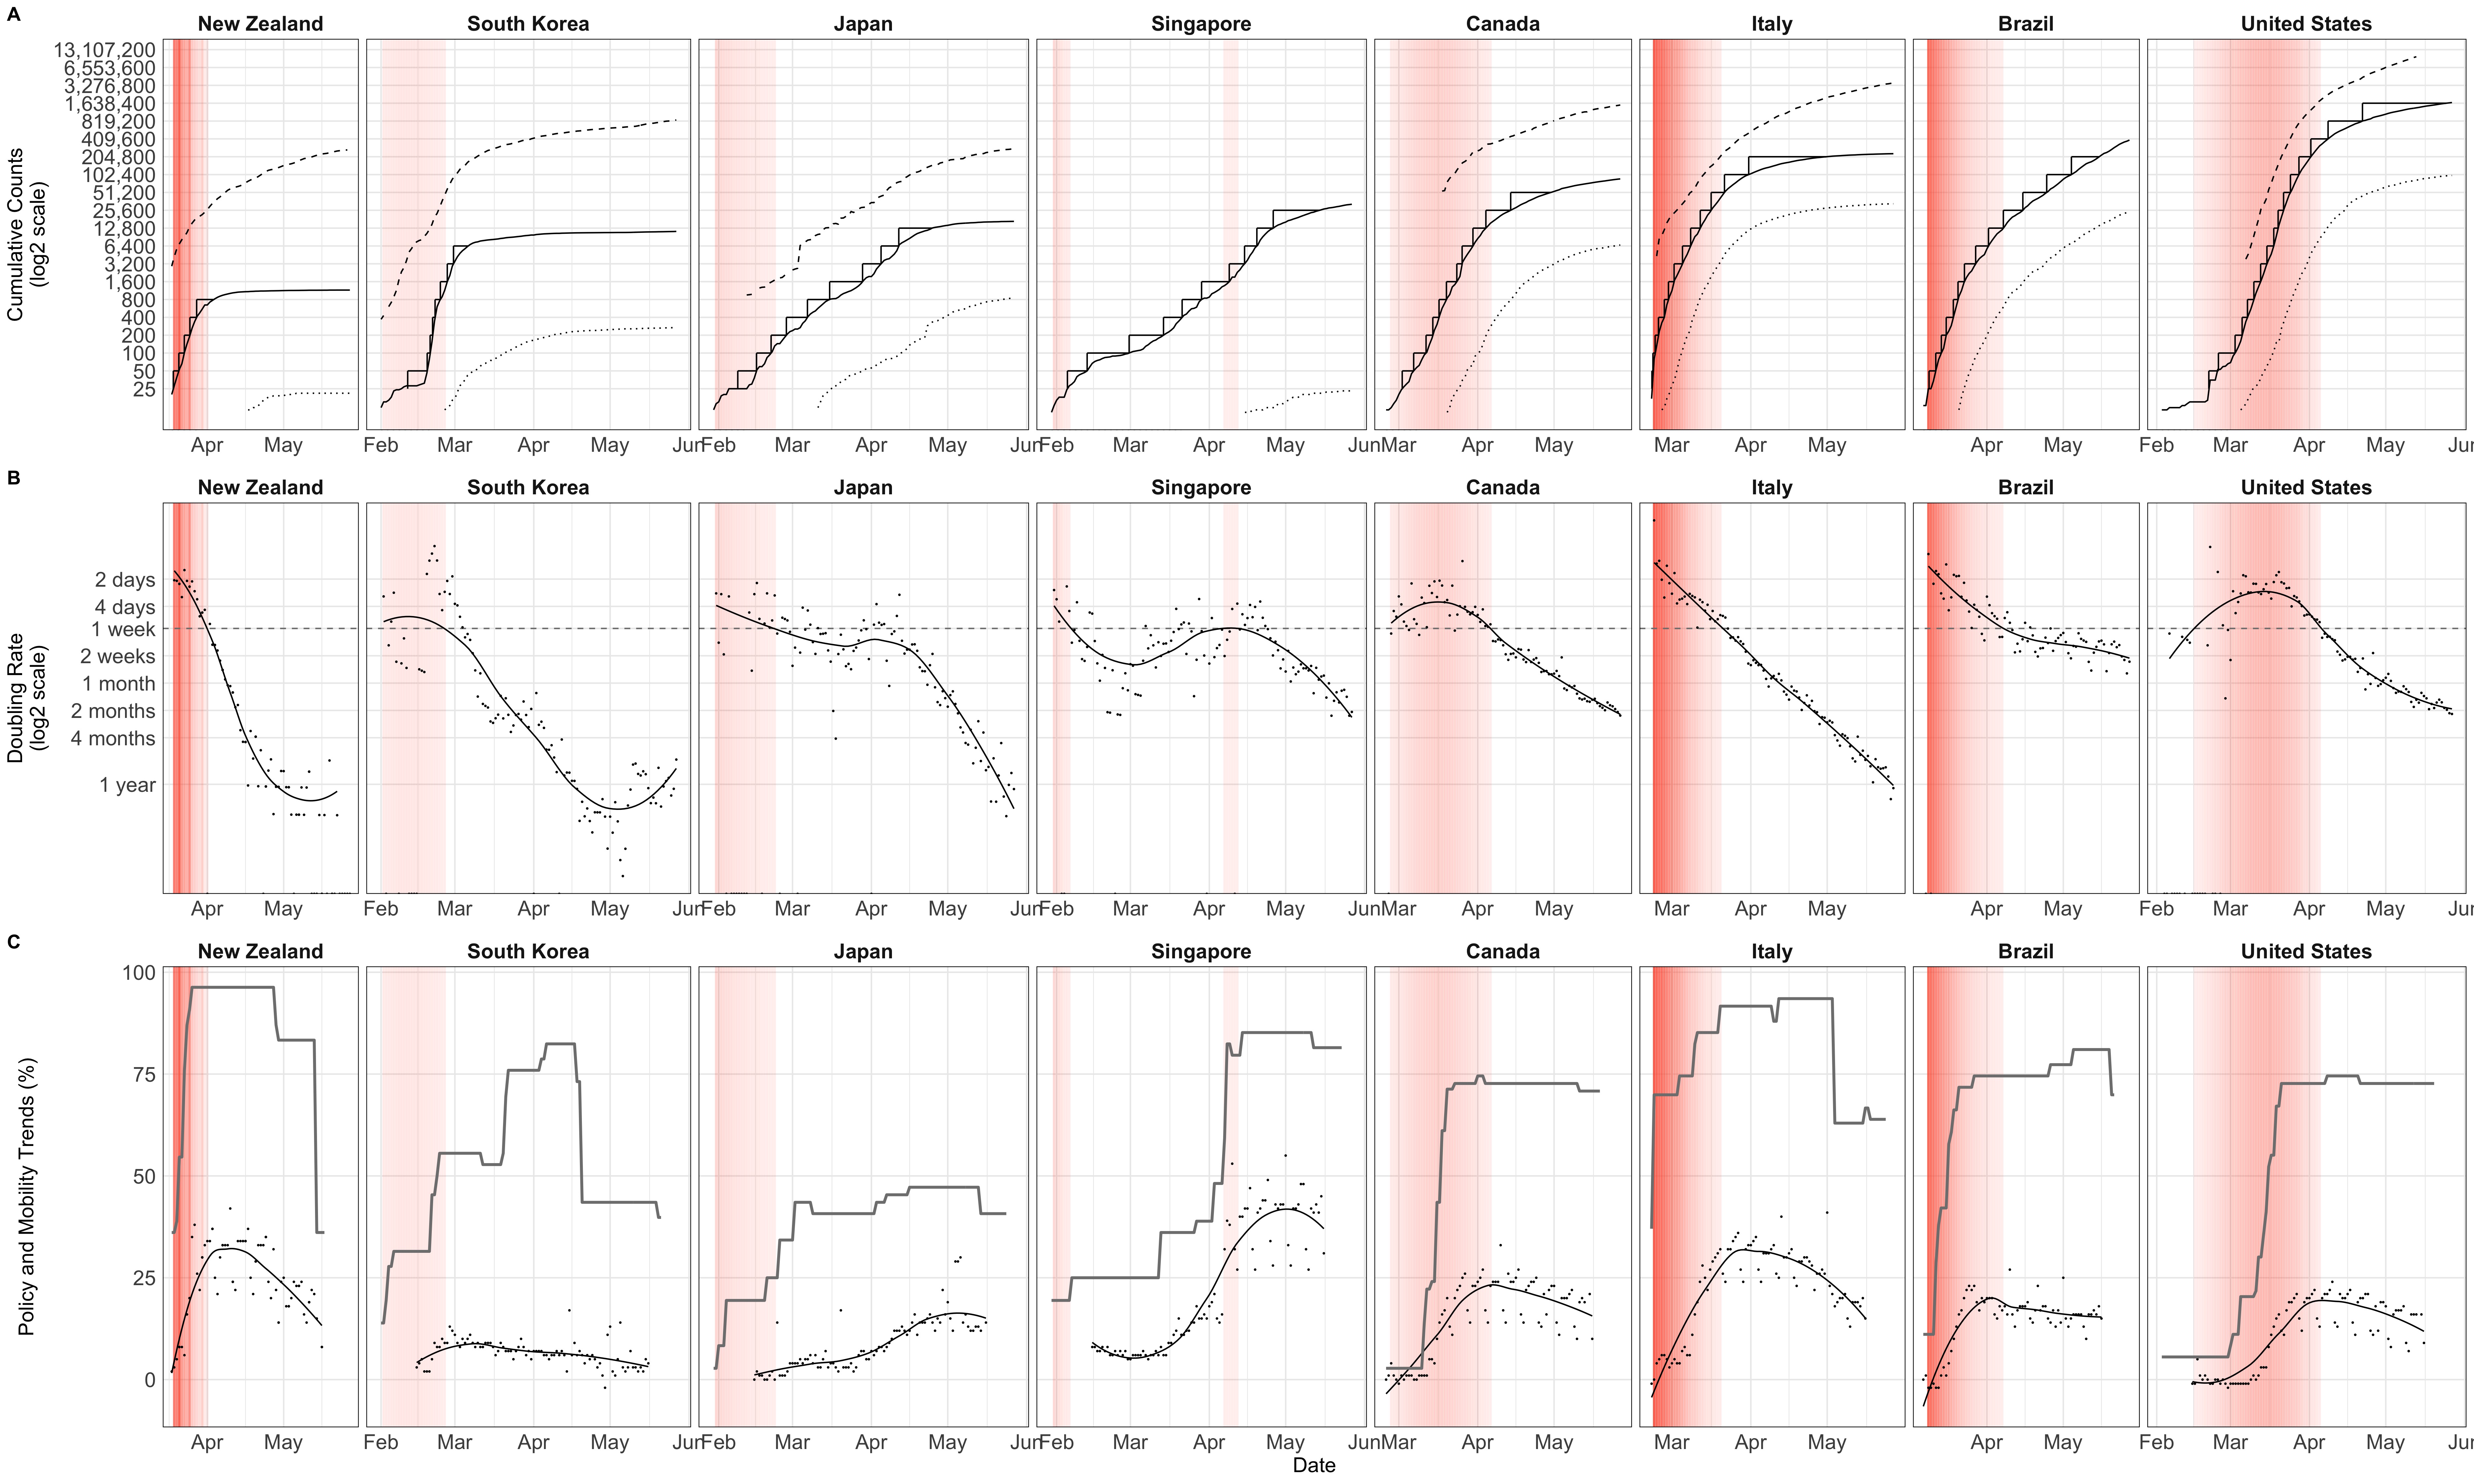 A
New Zealand South Korea Japan Singapore Canada Italy Brazil United States
13,107,200
6,553,600
3,276,800
1,638,400
819,200
409,600
204,800
102,400
51,200
25,600
12,800
6,400
3,200
1,600
800
400
200
100
50
25
Cumulative Counts
(log2 scale)
Apr May Feb Mar Apr May Jun Feb Mar Apr May Jun Feb Mar Apr May Jun Mar Apr May Mar Apr May Apr May Feb Mar Apr May Jun
B
New Zealand South Korea Japan Singapore Canada Italy Brazil United States
2 days
4 days
1 week
2 weeks
1 month
2 months
4 months
1 year
Doubling Rate
(log2 scale)
Apr May Feb Mar Apr May Jun Feb Mar Apr May Jun Feb Mar Apr May Jun Mar Apr May Mar Apr May Apr May Feb Mar Apr May Jun
C
New Zealand South Korea Japan Singapore Canada Italy Brazil United States
100
75
50
25
0
Policy and Mobility Trends (%)
Apr May Feb Mar Apr May Jun Feb Mar Apr May Jun Feb Mar Apr May Jun Mar Apr May Mar Apr May Apr May Feb Mar Apr May Jun
Date